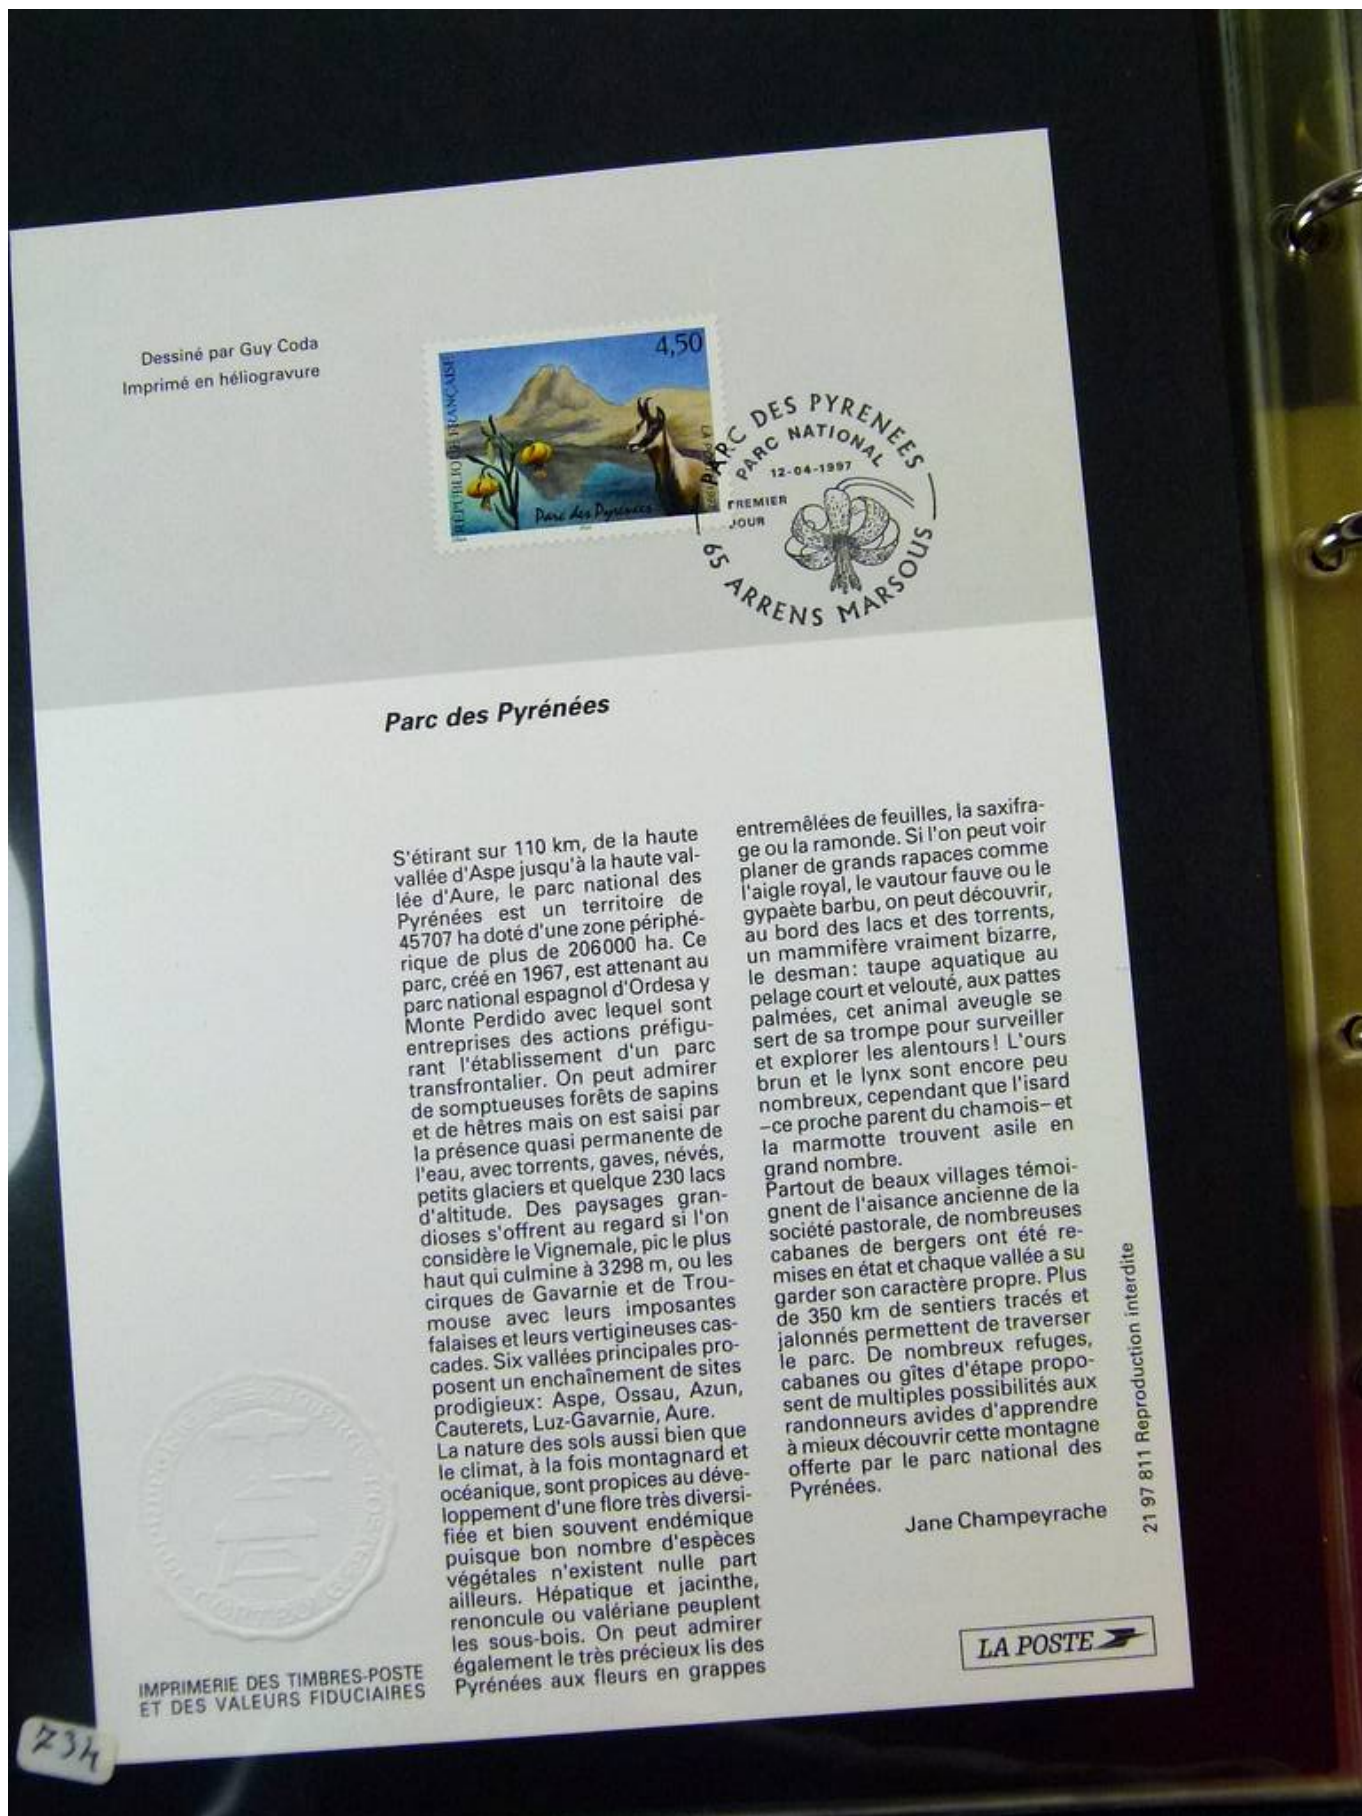 Dessiné par Guy Coda
Imprimé en héliogravure
4,50
RÉPUBLIQUE FRANÇAISE
Parc des Pyrénées
PARC DES PYRENEES
PARC NATIONAL
12-04-1997
PREMIER
JOUR
65 ARRENS MARSOUS
Parc des Pyrénées
S'étirant sur 110 km, de la haute
vallée d'Aspe jusqu'à la haute val-
lée d'Aure, le parc national des
Pyrénées est un territoire de
45707 ha doté d'une zone périphé-
rique de plus de 206000 ha. Ce
parc, créé en 1967, est attenant au
parc national espagnol d'Ordesa y
Monte Perdido avec lequel sont
entreprises des actions préfigu-
rant l'établissement d'un parc
transfrontalier. On peut admirer
de somptueuses forêts de sapins
et de hêtres mais on est saisi par
la présence quasi permanente de
l'eau, avec torrents, gaves, névés,
petits glaciers et quelque 230 lacs
d'altitude. Des paysages gran-
dioses s'offrent au regard si l'on
considère le Vignemale, pic le plus
haut qui culmine à 3298 m, ou les
cirques de Gavarnie et de Trou-
mouse avec leurs imposantes
falaises et leurs vertigineuses cas-
cades. Six vallées principales pro-
posent un enchaînement de sites
prodigieux: Aspe, Ossau, Azun,
Cauterets, Luz-Gavarnie, Aure.
La nature des sols aussi bien que
le climat, à la fois montagnard et
océanique, sont propices au déve-
loppement d'une flore très diversi-
fiée et bien souvent endémique
puisque bon nombre d'espèces
végétales n'existent nulle part
ailleurs. Hépatique et jacinthe,
renoncule ou valériane peuplent
les sous-bois. On peut admirer
également le très précieux lis des
Pyrénées aux fleurs en grappes
entremêlées de feuilles, la saxifra-
ge ou la ramonde. Si l'on peut voir
planer de grands rapaces comme
l'aigle royal, le vautour fauve ou le
gypaète barbu, on peut découvrir,
au bord des lacs et des torrents,
un mammifère vraiment bizarre,
le desman: taupe aquatique au
pelage court et velouté, aux pattes
palmées, cet animal aveugle se
sert de sa trompe pour surveiller
et explorer les alentours! L'ours
brun et le lynx sont encore peu
nombreux, cependant que l'isard
–ce proche parent du chamois– et
la marmotte trouvent asile en
grand nombre.
Partout de beaux villages témoi-
gnent de l'aisance ancienne de la
société pastorale, de nombreuses
cabanes de bergers ont été re-
mises en état et chaque vallée a su
garder son caractère propre. Plus
de 350 km de sentiers tracés et
jalonnés permettent de traverser
le parc. De nombreux refuges,
cabanes ou gîtes d'étape propo-
sent de multiples possibilités aux
randonneurs avides d'apprendre
à mieux découvrir cette montagne
offerte par le parc national des
Pyrénées.
Jane Champeyrache
21 97 811 Reproduction interdite
LA POSTE
IMPRIMERIE DES TIMBRES-POSTE
ET DES VALEURS FIDUCIAIRES
734